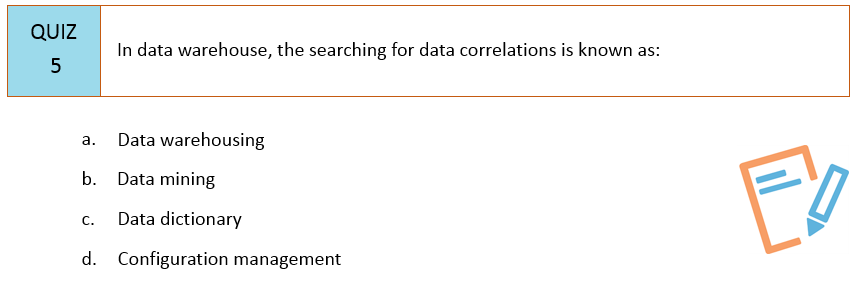 QUIZ
5
In data warehouse, the searching for data correlations is known as:
a. Data warehousing
b. Data mining
c. Data dictionary
d. Configuration management